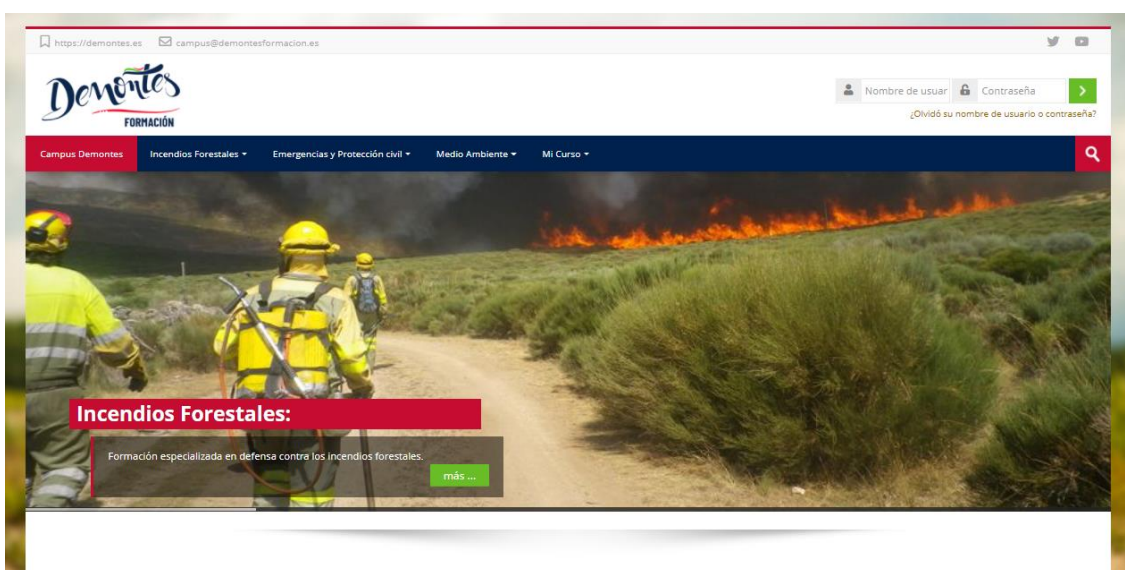 https://demontes.es campus@demontesformacion.es
Demontes
FORMACIÓN
Nombre de usuar Contraseña
¿Olvidó su nombre de usuario o contraseña?
Campus Demontes Incendios Forestales Emergencias y Protección civil Medio Ambiente Mi Curso
Incendios Forestales:
Formación especializada en defensa contra los incendios forestales.
más ...